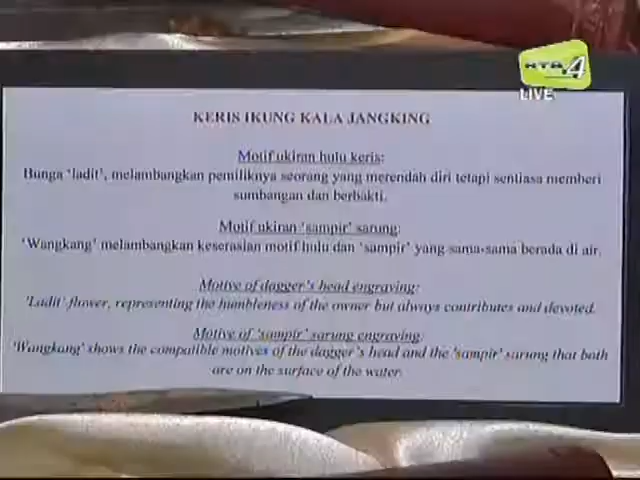 RTB 4
LIVE
KERIS IKUNG KALA JANGKING
Motif ukiran hulu keris:
Bunga 'ladit', melambangkan pemiliknya seorang yang merendah diri tetapi sentiasa memberi
sumbangan dan berbakti.
Motif ukiran 'sampir' sarung:
'Wangkang' melambangkan keserasian motif hulu dan 'sampir' yang sama-sama berada di air.
Motive of dagger's head engraving:
'Ladit' flower, representing the humbleness of the owner but always contributes and devoted.
Motive of 'sampir' sarung engraving:
'Wangkang' shows the compatible motives of the dagger's head and the 'sampir' sarung that both
are on the surface of the water.